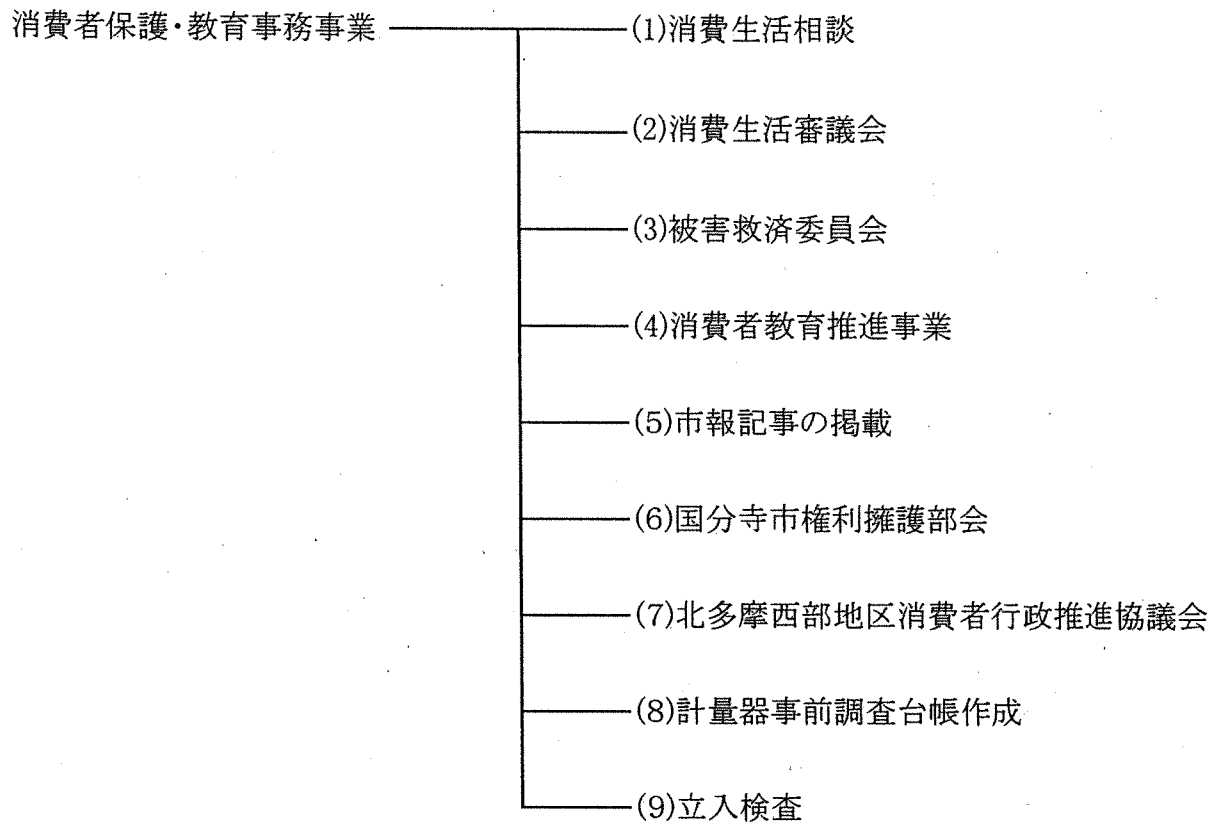 消費者保護・教育事務事業
(1)消費生活相談
(2)消費生活審議会
(3)被害救済委員会
(4)消費者教育推進事業
(5)市報記事の掲載
(6)国分寺市権利擁護部会
(7)北多摩西部地区消費者行政推進協議会
(8)計量器事前調査台帳作成
(9)立入検査